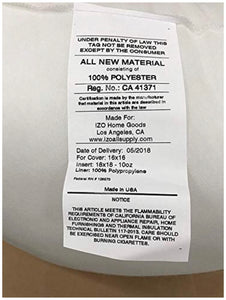 UNDER PENALTY OF LAW THIS
TAG NOT BE REMOVED
EXCEPT BY THE CONSUMER
ALL NEW MATERIAL
consisting of
100% POLYESTER
Reg. No.: CA 41371
Certification is made by the manufacturer
that material in this article are described in
accordance with the law
Made For:
IZO Home Goods
Los Angeles, CA
www.izoallsupply.com
Date of Delivery: 05/2018
For Cover: 16x16
Insert: 18x18 - 10oz
Liner: 100% Polypropylene
Federal RN #
Made in USA
NOTICE
THIS ARTICLE MEETS THE FLAMMABILITY
REQUIREMENTS OF CALIFORNIA BUREAU OF
ELECTRONIC AND APPLIANCE REPAIR, HOME
FURNISHINGS AND THERMAL INSULATION
TECHNICAL BULLETIN 117-2013. CARE SHOULD
BE EXERCISED NEAR OPEN FLAME OR WITH
BURNING CIGARETTES.